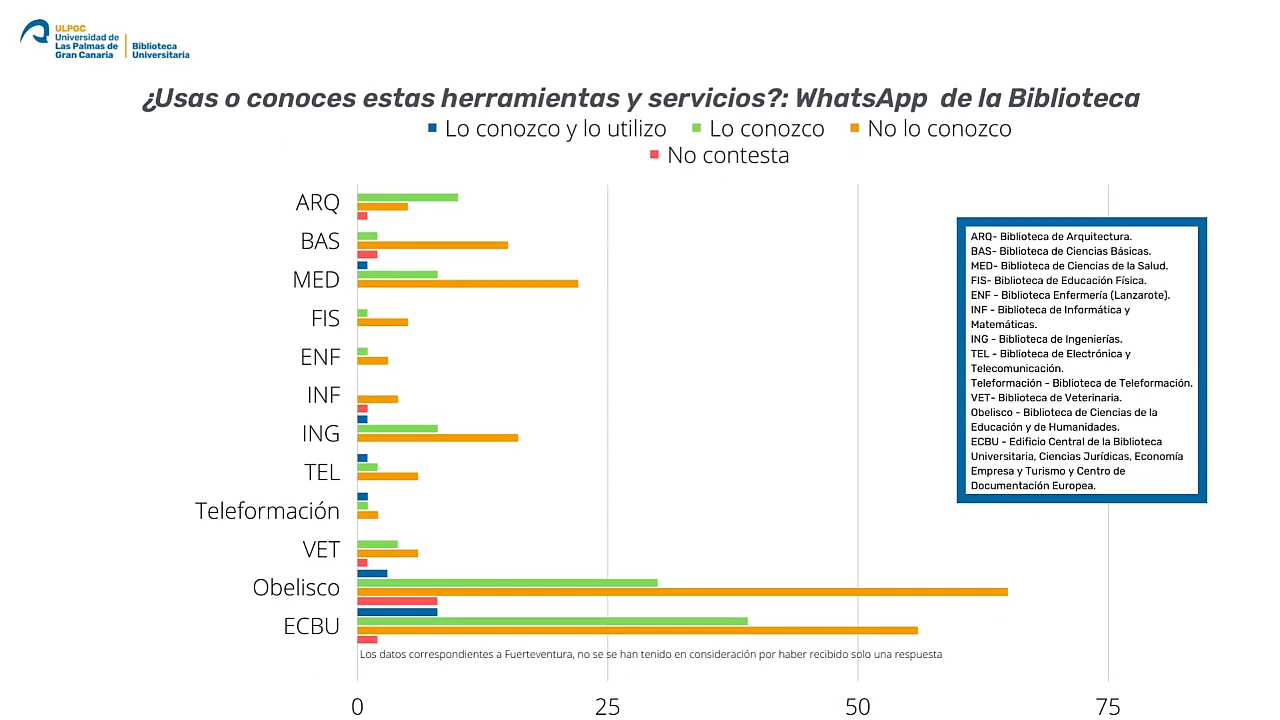 ULPGC
Universidad de
Las Palmas de
Gran Canaria
Biblioteca
Universitaria
¿Usas o conoces estas herramientas y servicios?: WhatsApp de la Biblioteca
Lo conozco y lo utilizo Lo conozco No lo conozco
No contesta
ARQ
BAS
MED
FIS
ENF
INF
ING
TEL
Teleformación
VET
Obelisco
ECBU
ARQ- Biblioteca de Arquitectura.
BAS- Biblioteca de Ciencias Básicas.
MED- Biblioteca de Ciencias de la Salud.
FIS- Biblioteca de Educación Física.
ENF - Biblioteca Enfermería (Lanzarote).
INF - Biblioteca de Informática y
Matemáticas.
ING - Biblioteca de Ingenierías.
TEL - Biblioteca de Electrónica y
Telecomunicación.
Teleformación - Biblioteca de Teleformación.
VET- Biblioteca de Veterinaria.
Obelisco - Biblioteca de Ciencias de la
Educación y de Humanidades.
ECBU - Edificio Central de la Biblioteca
Universitaria, Ciencias Jurídicas, Economía
Empresa y Turismo y Centro de
Documentación Europea.
Los datos correspondientes a Fuerteventura, no se se han tenido en consideración por haber recibido solo una respuesta
0 25 50 75